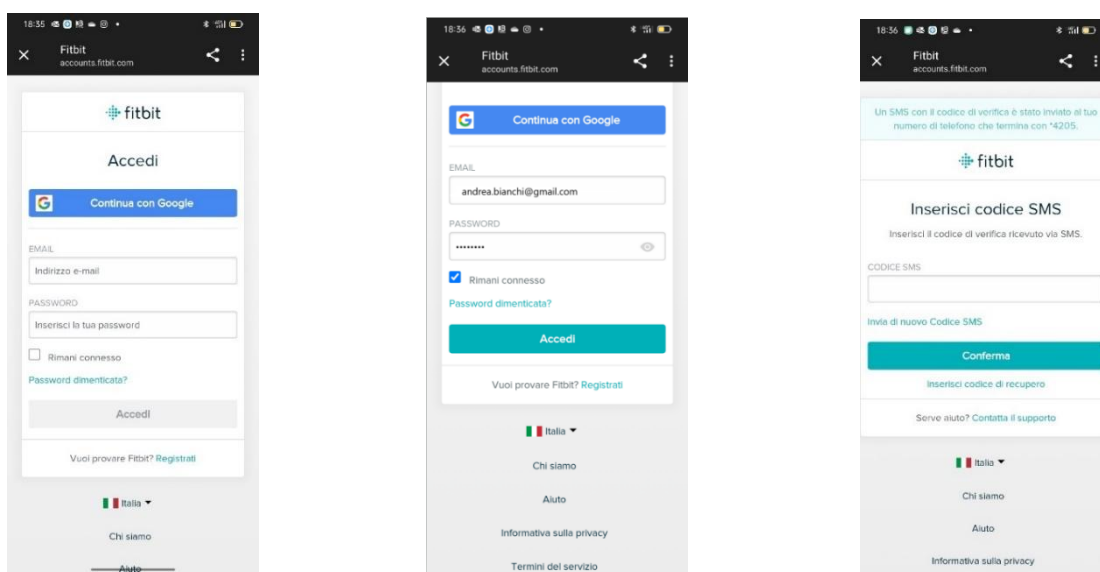 18:35
Fitbit
accounts.fitbit.com
fitbit
Accedi
Continua con Google
EMAIL
Indirizzo e-mail
PASSWORD
Inserisci la tua password
Rimani connesso
Password dimenticata?
Accedi
Vuoi provare Fitbit? Registrati
Italia
Chi siamo
Aiuto
18:36
Fitbit
accounts.fitbit.com
Continua con Google
EMAIL
andrea.bianchi@gmail.com
PASSWORD
••••••••
Rimani connesso
Password dimenticata?
Accedi
Vuoi provare Fitbit? Registrati
Italia
Chi siamo
Aiuto
Informativa sulla privacy
Termini del servizio
18:36
Fitbit
accounts.fitbit.com
Un SMS con il codice di verifica è stato inviato al tuo
numero di telefono che termina con *4205.
fitbit
Inserisci codice SMS
Inserisci il codice di verifica ricevuto via SMS.
CODICE SMS
Invia di nuovo Codice SMS
Conferma
Inserisci codice di recupero
Serve aiuto? Contatta il supporto
Italia
Chi siamo
Aiuto
Informativa sulla privacy